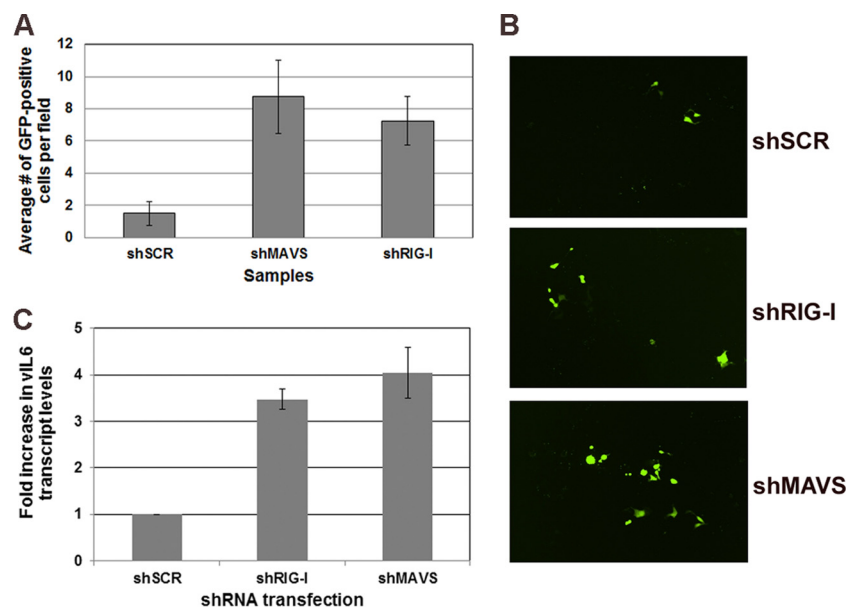 A
Average # of GFP-positive
cells per field
12
10
8
6
4
2
0
shSCR
shMAVS
shRIG-I
Samples
B
shSCR
shRIG-I
shMAVS
C
Fold increase in vIL6
transcript levels
5
4
3
2
1
0
shSCR
shRIG-I
shMAVS
shRNA transfection